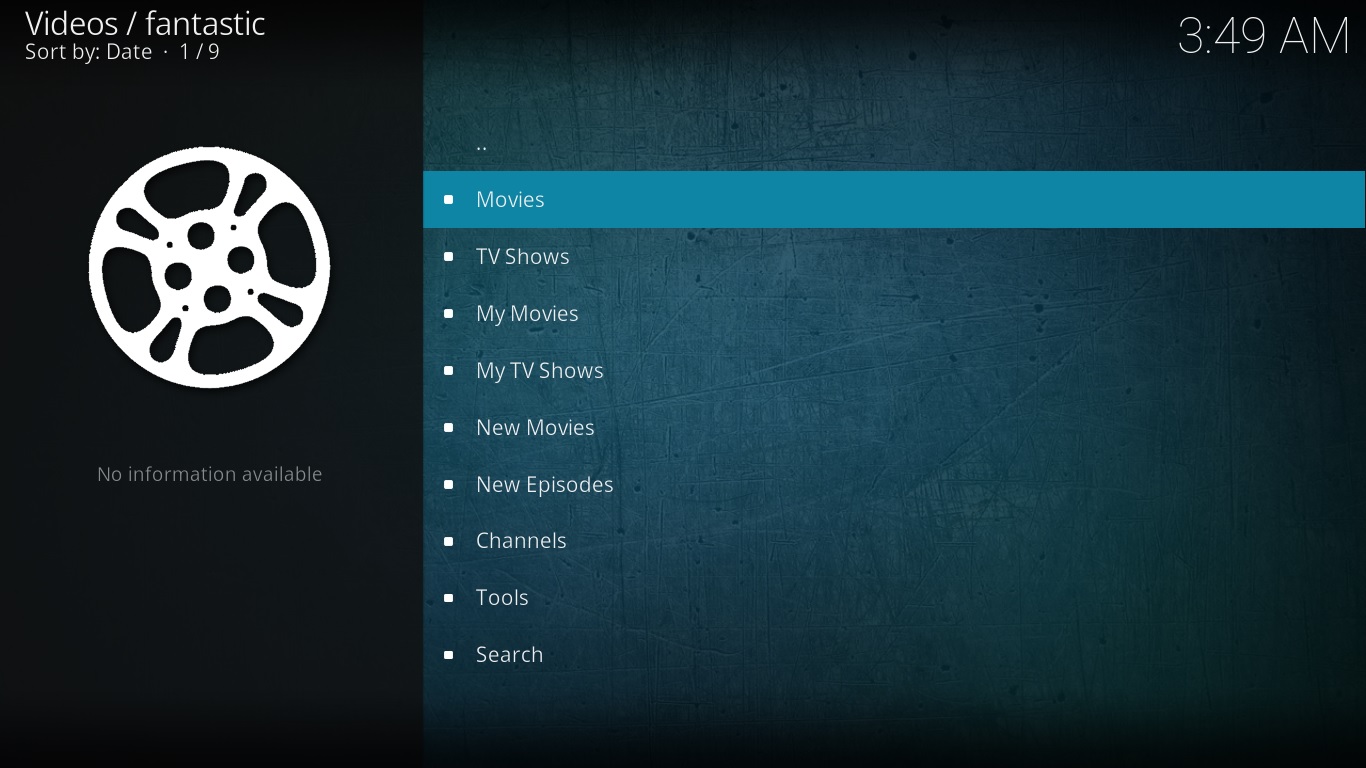 Videos / fantastic
Sort by: Date · 1 / 9
3:49 AM
..
Movies
TV Shows
My Movies
My TV Shows
New Movies
New Episodes
Channels
Tools
Search
No information available